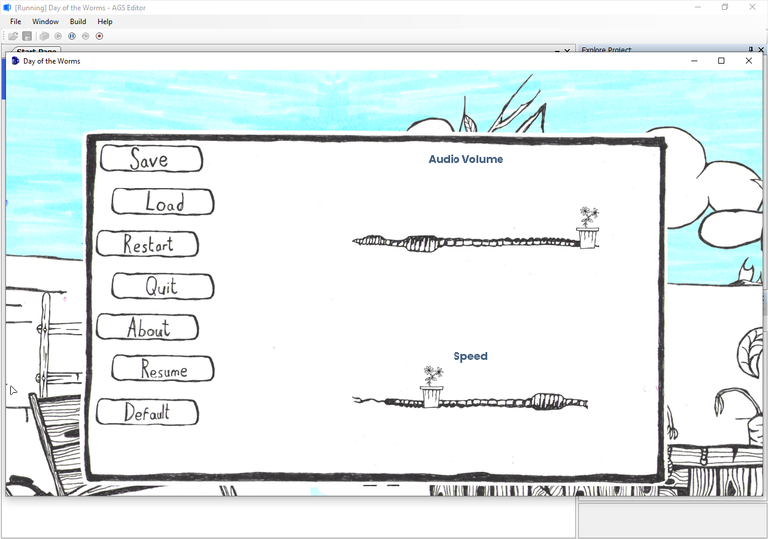 [Running] Day of the Worms - AGS Editor
File Window Build Help
Start Page
Explore Project
Day of the Worms
Save
Load
Restart
Quit
About
Resume
Default
Audio Volume
Speed